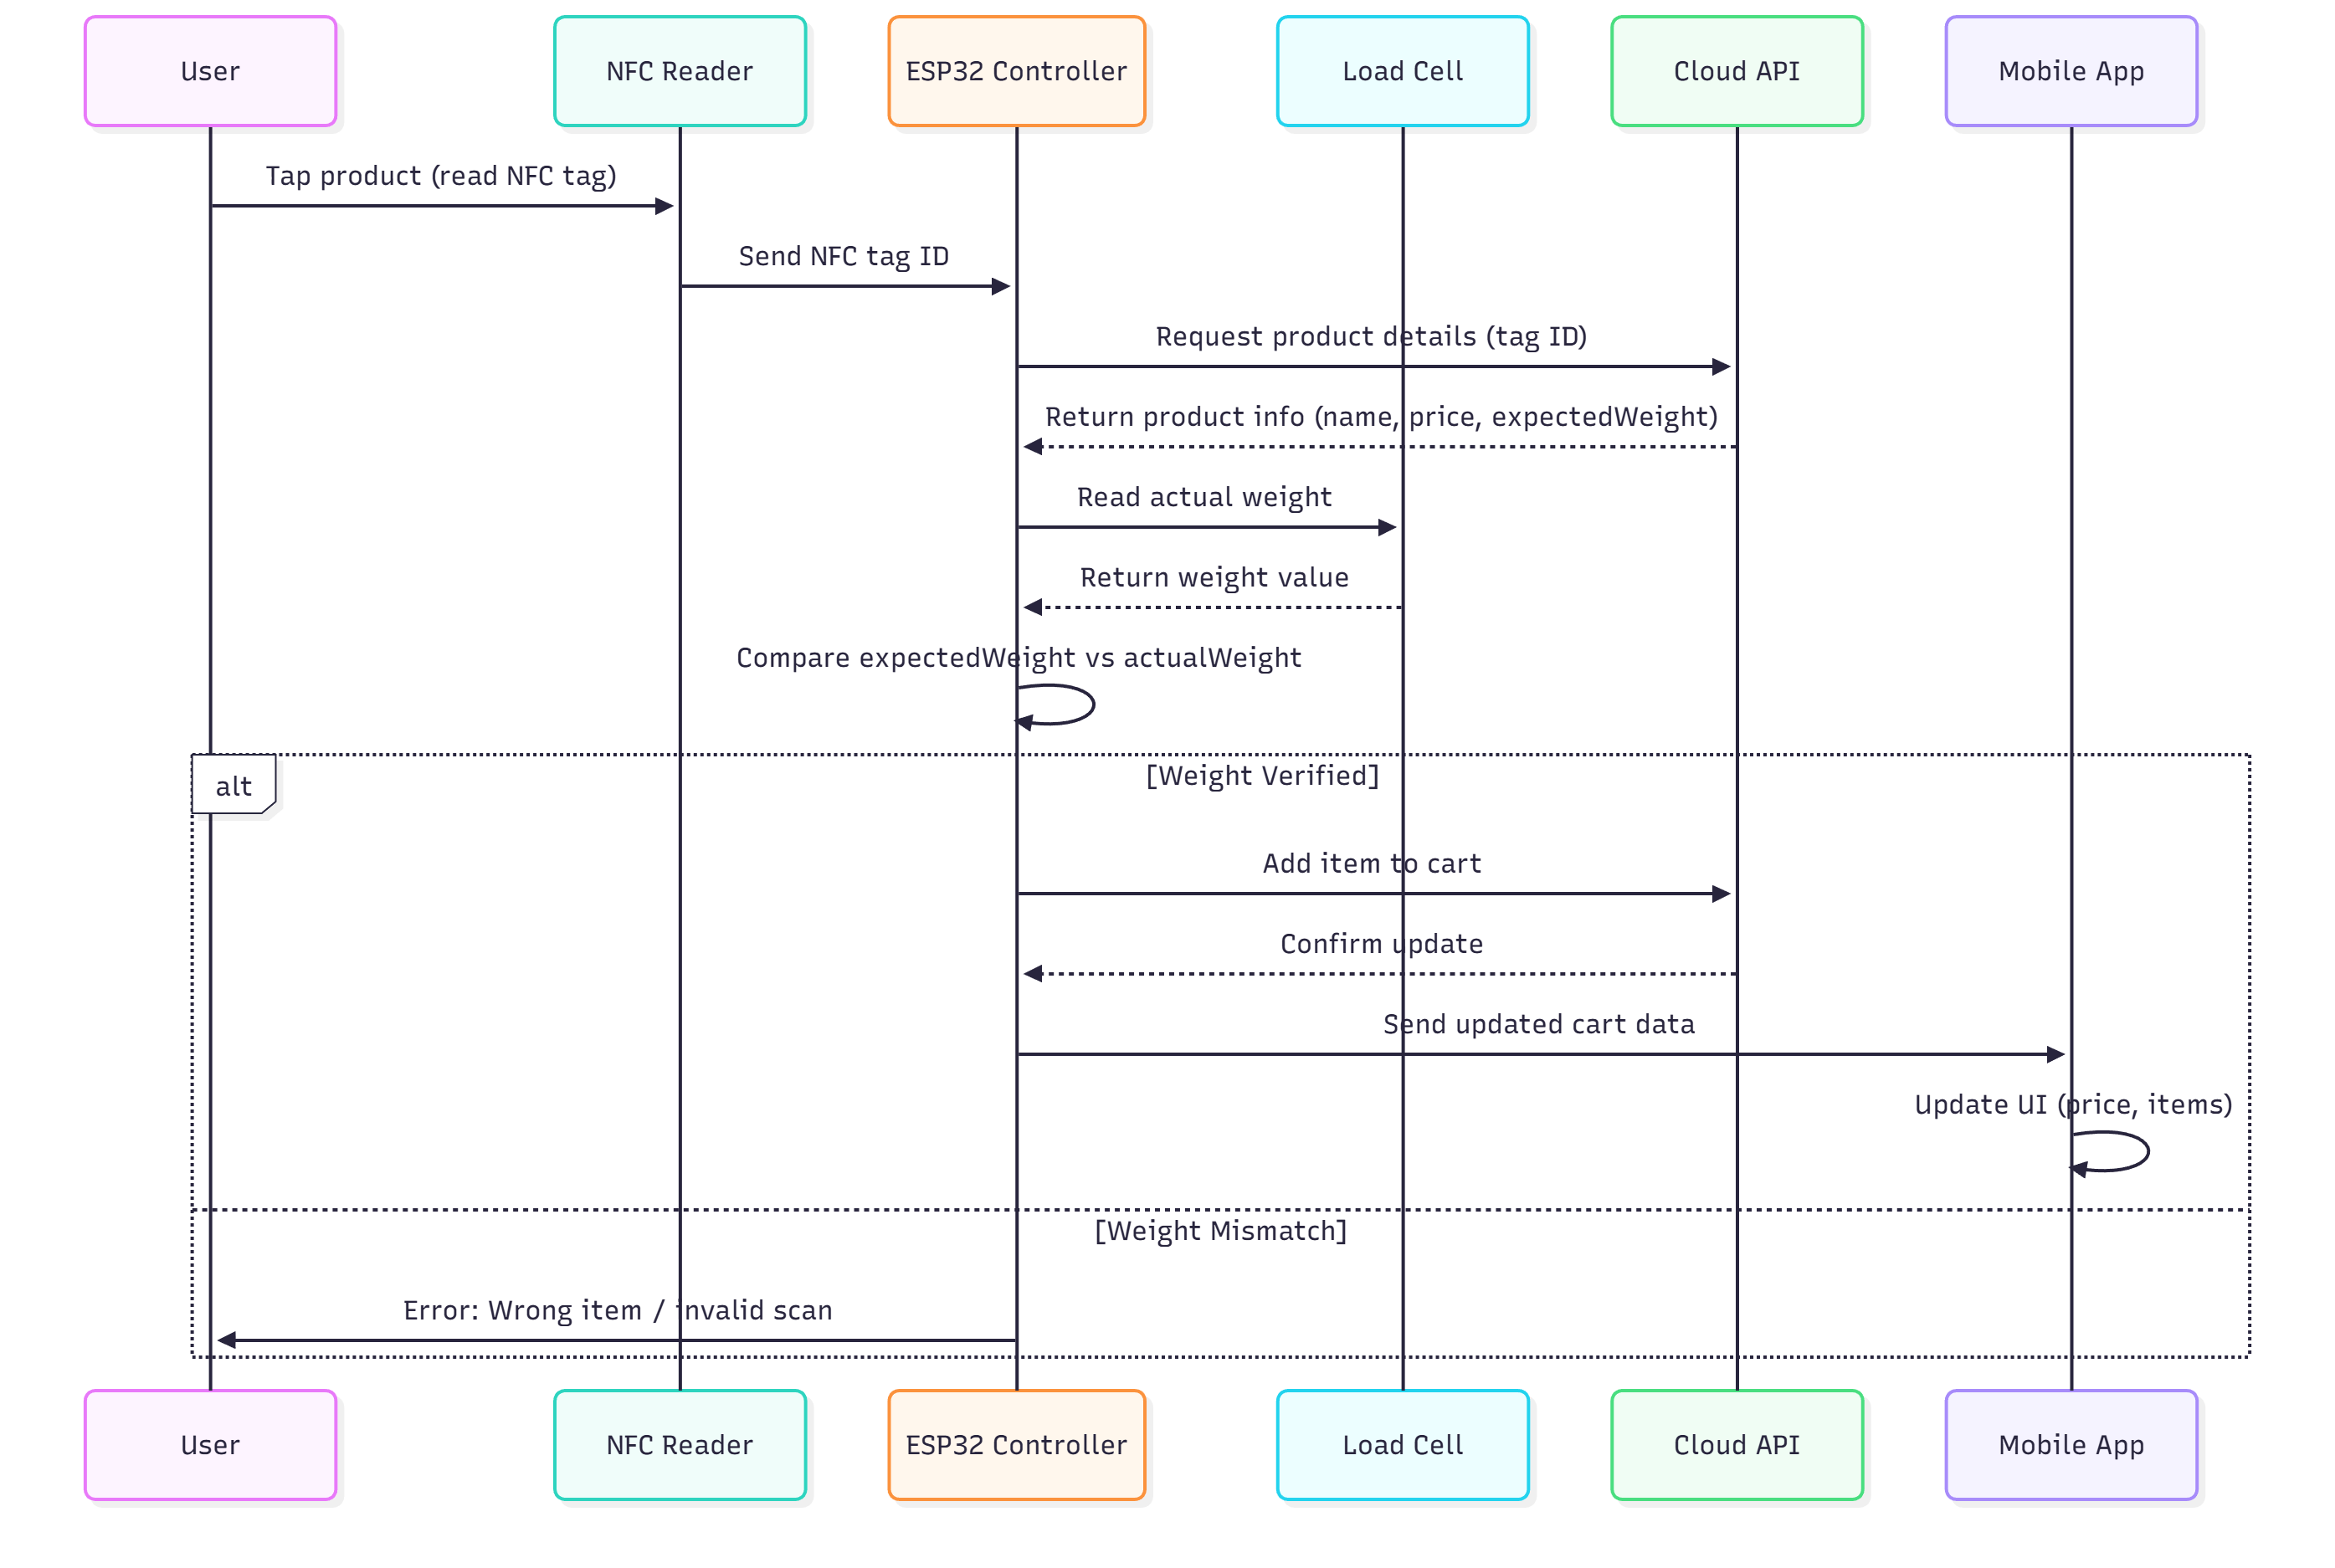 User
NFC Reader
ESP32 Controller
Load Cell
Cloud API
Mobile App
Tap product (read NFC tag)
Send NFC tag ID
Request product details (tag ID)
Return product info (name, price, expectedWeight)
Read actual weight
Return weight value
Compare expectedWeight vs actualWeight
alt
[Weight Verified]
Add item to cart
Confirm update
Send updated cart data
Update UI (price, items)
[Weight Mismatch]
Error: Wrong item / invalid scan
User
NFC Reader
ESP32 Controller
Load Cell
Cloud API
Mobile App